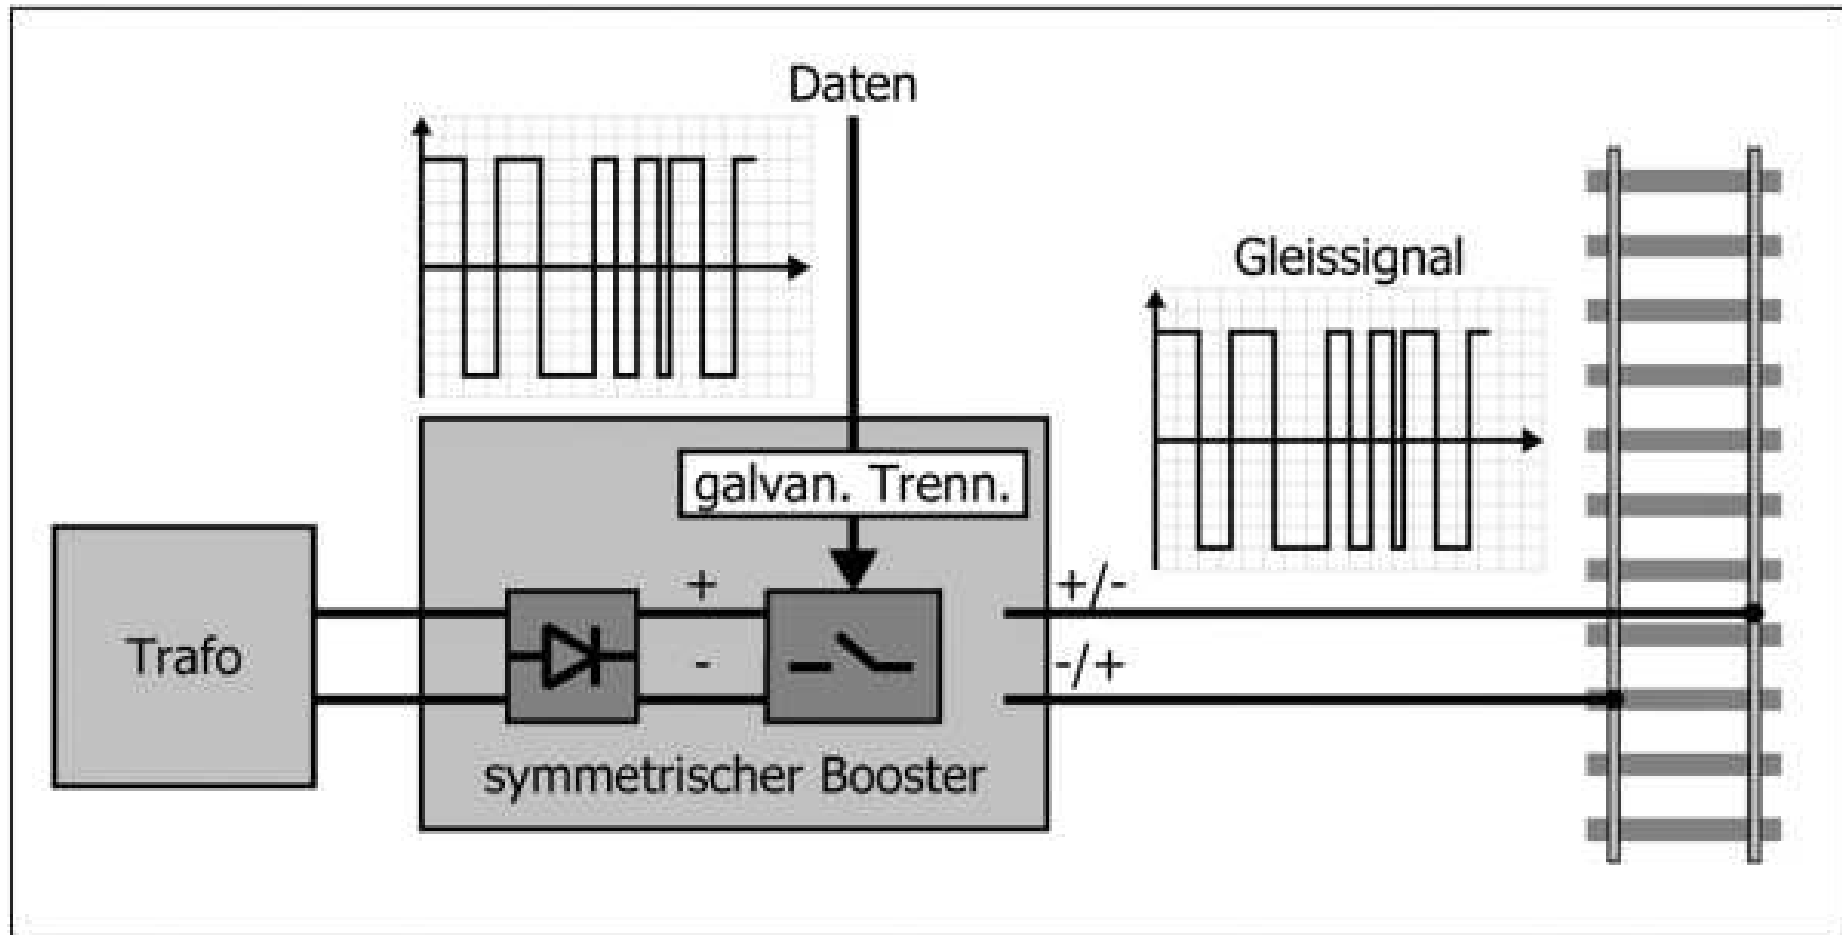 Daten
Gleissignal
galvan. Trenn.
+
+/-
Trafo
-
-/+
symmetrischer Booster